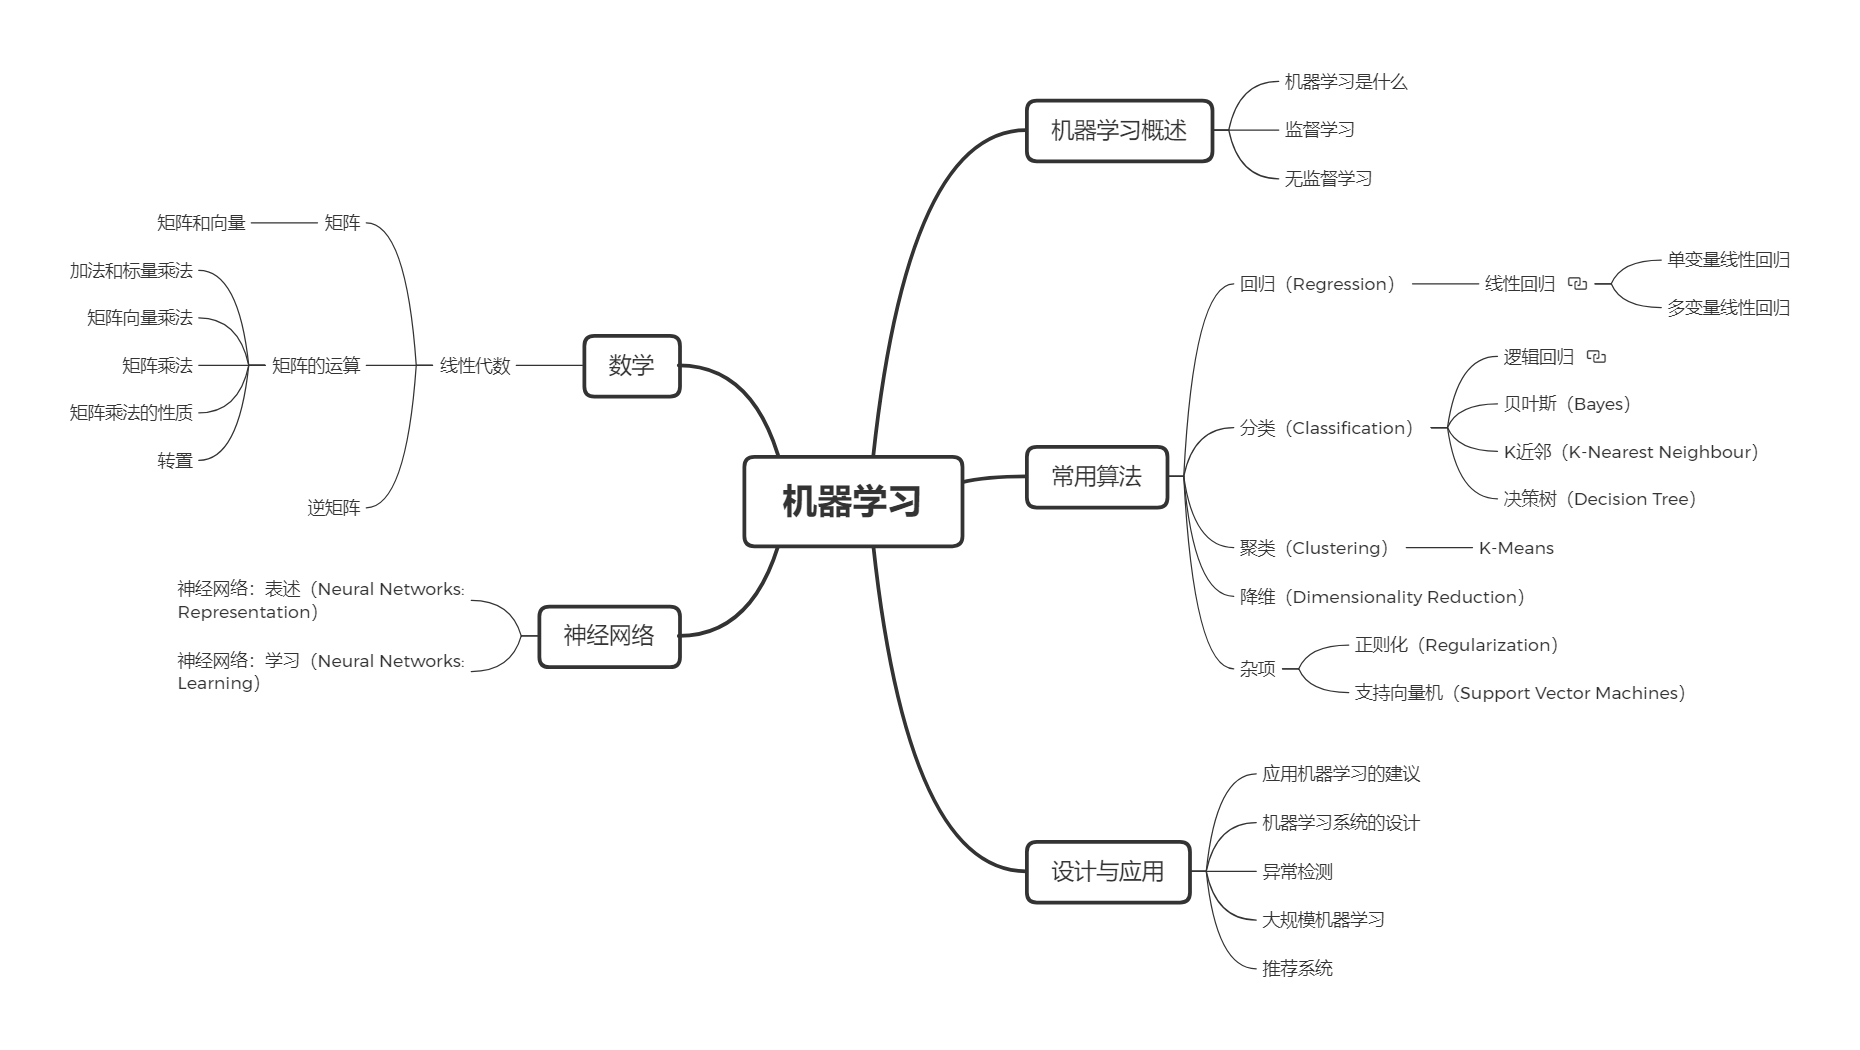 机器学习
机器学习概述
机器学习是什么
监督学习
无监督学习
常用算法
回归（Regression）
线性回归
单变量线性回归
多变量线性回归
分类（Classification）
逻辑回归
贝叶斯（Bayes）
K近邻（K-Nearest Neighbour）
决策树（Decision Tree）
聚类（Clustering）
K-Means
降维（Dimensionality Reduction）
杂项
正则化（Regularization）
支持向量机（Support Vector Machines）
设计与应用
应用机器学习的建议
机器学习系统的设计
异常检测
大规模机器学习
推荐系统
数学
线性代数
矩阵
矩阵和向量
矩阵的运算
加法和标量乘法
矩阵向量乘法
矩阵乘法
矩阵乘法的性质
转置
逆矩阵
神经网络
神经网络：表述（Neural Networks:
Representation）
神经网络：学习（Neural Networks:
Learning）